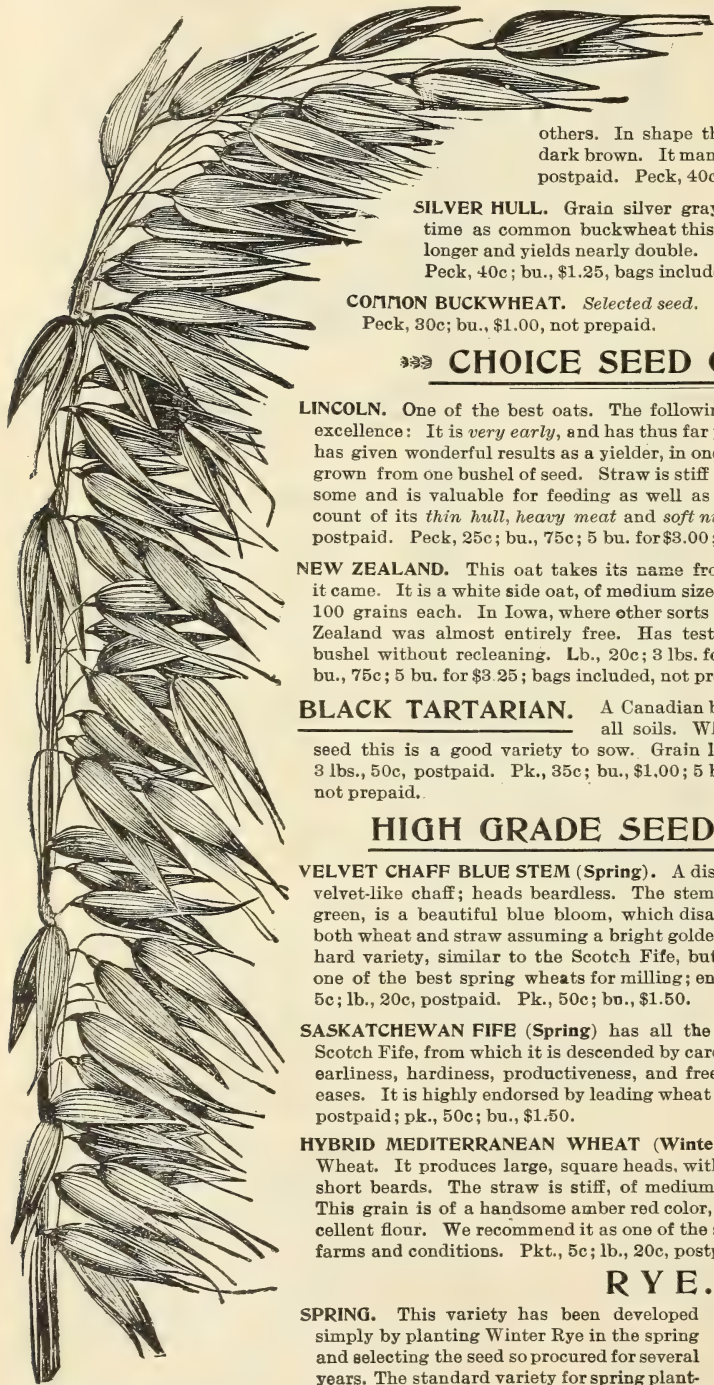 others. In shape th
dark brown. It man
postpaid. Peck, 40c
SILVER HULL. Grain silver gray
time as common buckwheat this
longer and yields nearly double.
Peck, 40c; bu., $1.25, bags includ
COMMON BUCKWHEAT. Selected seed.
Peck, 30c; bu., $1.00, not prepaid.
CHOICE SEED
LINCOLN. One of the best oats. The followin
excellence: It is very early, and has thus far
has given wonderful results as a yielder, in one
grown from one bushel of seed. Straw is stiff
some and is valuable for feeding as well as
count of its thin hull, heavy meat and soft ni
postpaid. Peck, 25c; bu., 75c; 5 bu. for $3.00;
NEW ZEALAND. This oat takes its name fro
it came. It is a white side oat, of medium size
100 grains each. In Iowa, where other sorts
Zealand was almost entirely free. Has test
bushel without recleaning. Lb., 20c; 3 lbs. fo
bu., 75c; 5 bu. for $3.25; bags included, not pr
BLACK TARTARIAN. A Canadian b
all soils. Wh
seed this is a good variety to sow. Grain l
3 lbs., 50c, postpaid. Pk., 35c; bu., $1.00; 5 b
not prepaid.
HIGH GRADE SEED
VELVET CHAFF BLUE STEM (Spring). A dis
velvet-like chaff; heads beardless. The stem
green, is a beautiful blue bloom, which disa
both wheat and straw assuming a bright golde
hard variety, similar to the Scotch Fife, but
one of the best spring wheats for milling; en
5c; lb., 20c, postpaid. Pk., 50c; bu., $1.50.
SASKATCHEWAN FIFE (Spring) has all the
Scotch Fife, from which it is descended by care
earliness, hardiness, productiveness, and free
eases. It is highly endorsed by leading wheat
postpaid; pk., 50c; bu., $1.50.
HYBRID MEDITERRANEAN WHEAT (Winte
Wheat. It produces large, square heads, with
short beards. The straw is stiff, of medium
This grain is of a handsome amber red color,
cellent flour. We recommend it as one of the s
farms and conditions. Pkt., 5c; lb., 20c, postp
RYE.
SPRING. This variety has been developed
simply by planting Winter Rye in the spring
and selecting the seed so procured for several
years. The standard variety for spring plant-